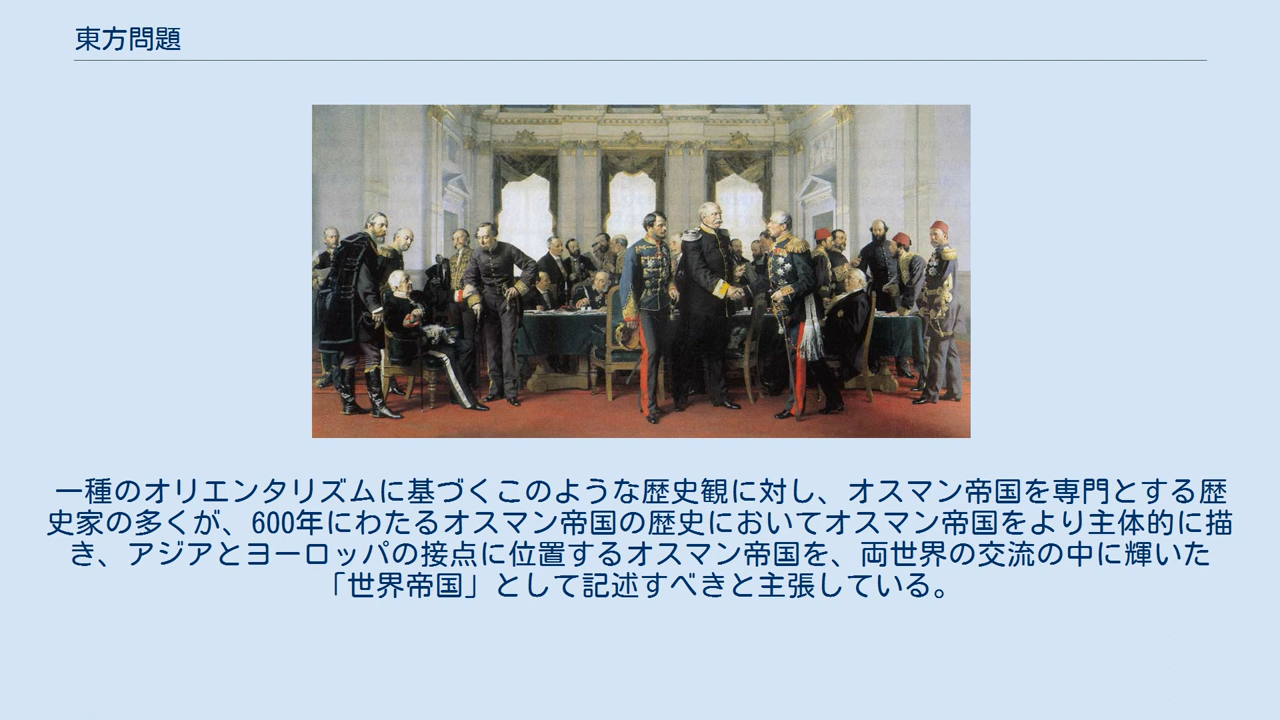 東方問題
一種のオリエンタリズムに基づくこのような歴史観に対し、オスマン帝国を専門とする歴
史家の多くが、600年にわたるオスマン帝国の歴史においてオスマン帝国をより主体的に描
き、アジアとヨーロッパの接点に位置するオスマン帝国を、両世界の交流の中に輝いた
「世界帝国」として記述すべきと主張している。